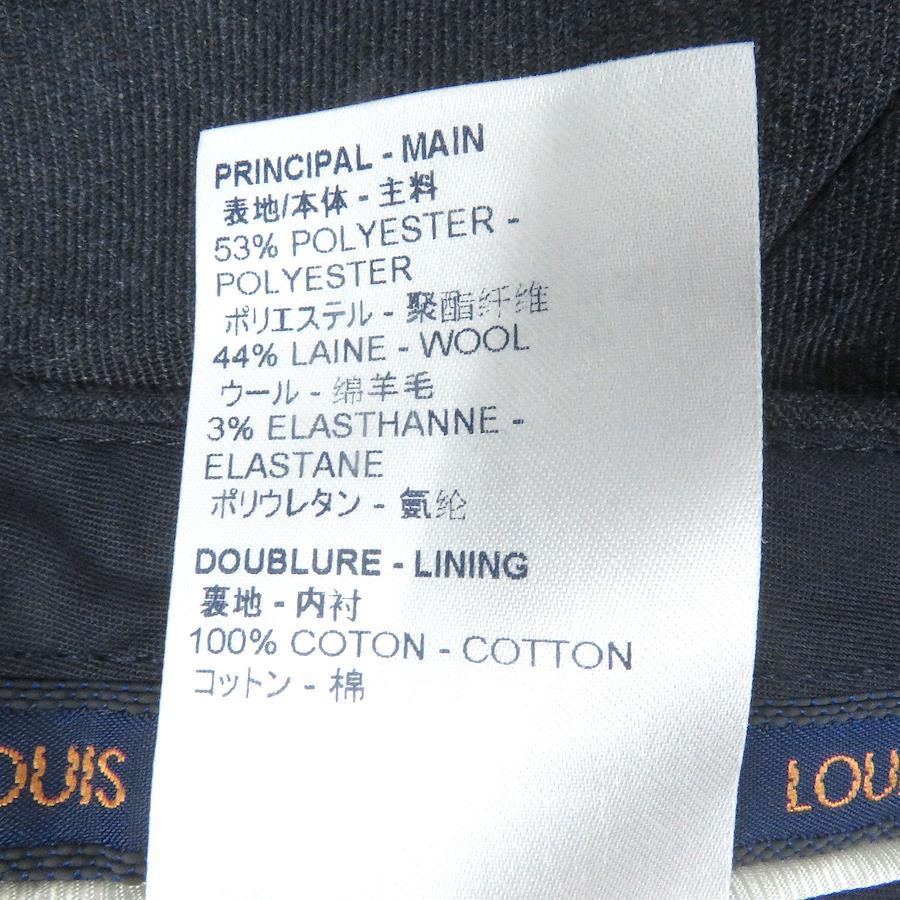 PRINCIPAL - MAIN
表地/本体 - 主料
53% POLYESTER -
POLYESTER
ポリエステル - 聚酯纤维
44% LAINE - WOOL
ウール - 绵羊毛
3% ELASTHANNE -
ELASTANE
ポリウレタン - 氨纶
DOUBLURE - LINING
裏地 - 内衬
100% COTON - COTTON
コットン - 棉
OUIS
LOU